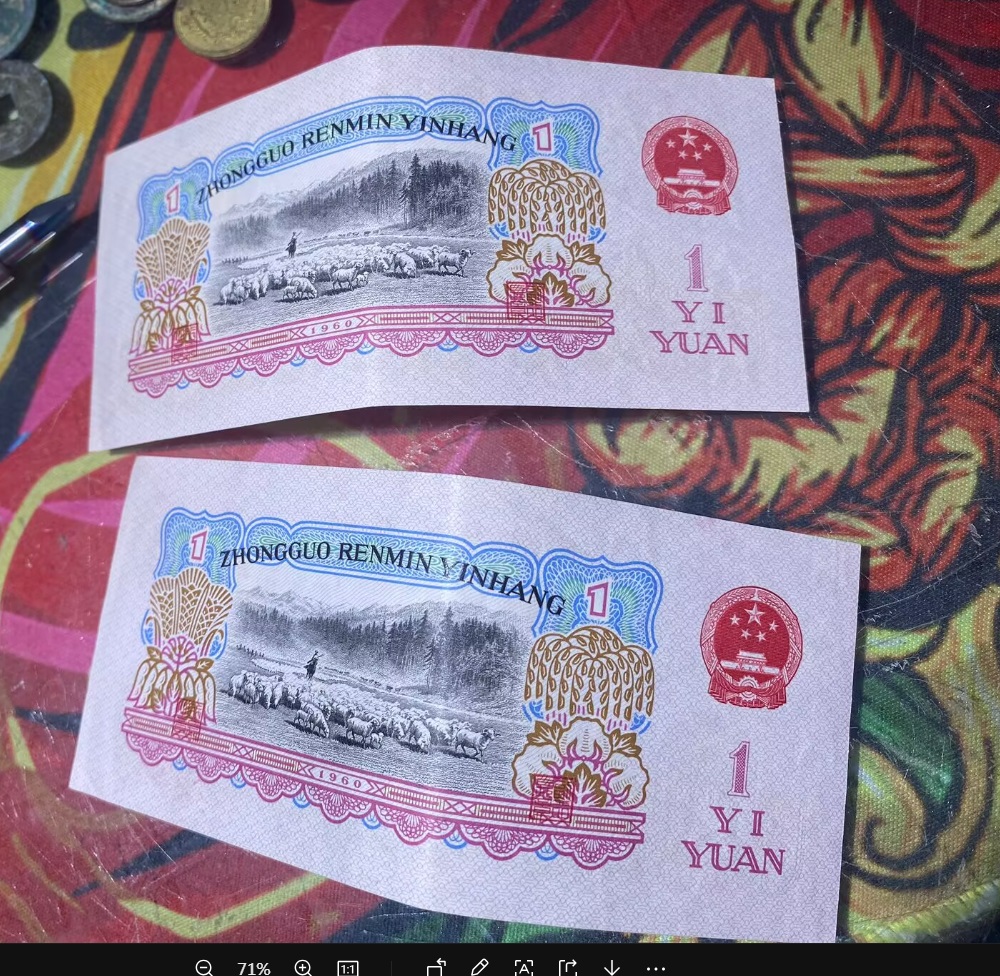 1
ZHONGGUO RENMIN YINHANG
1
1960
1
YI
YUAN
1
ZHONGGUO RENMIN YINHANG
1
1960
1
YI
YUAN
71%
1:1
A